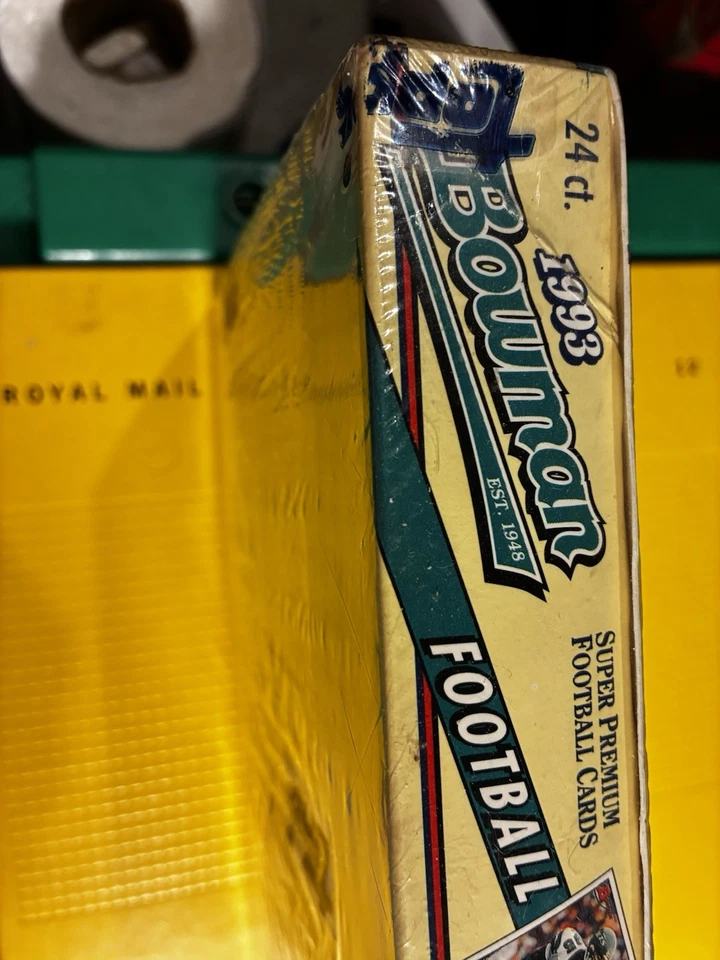 24 ct.
1993
Bowman
EST. 1948
SUPER PREMIUM
FOOTBALL CARDS
FOOTBALL
ROYAL MAIL